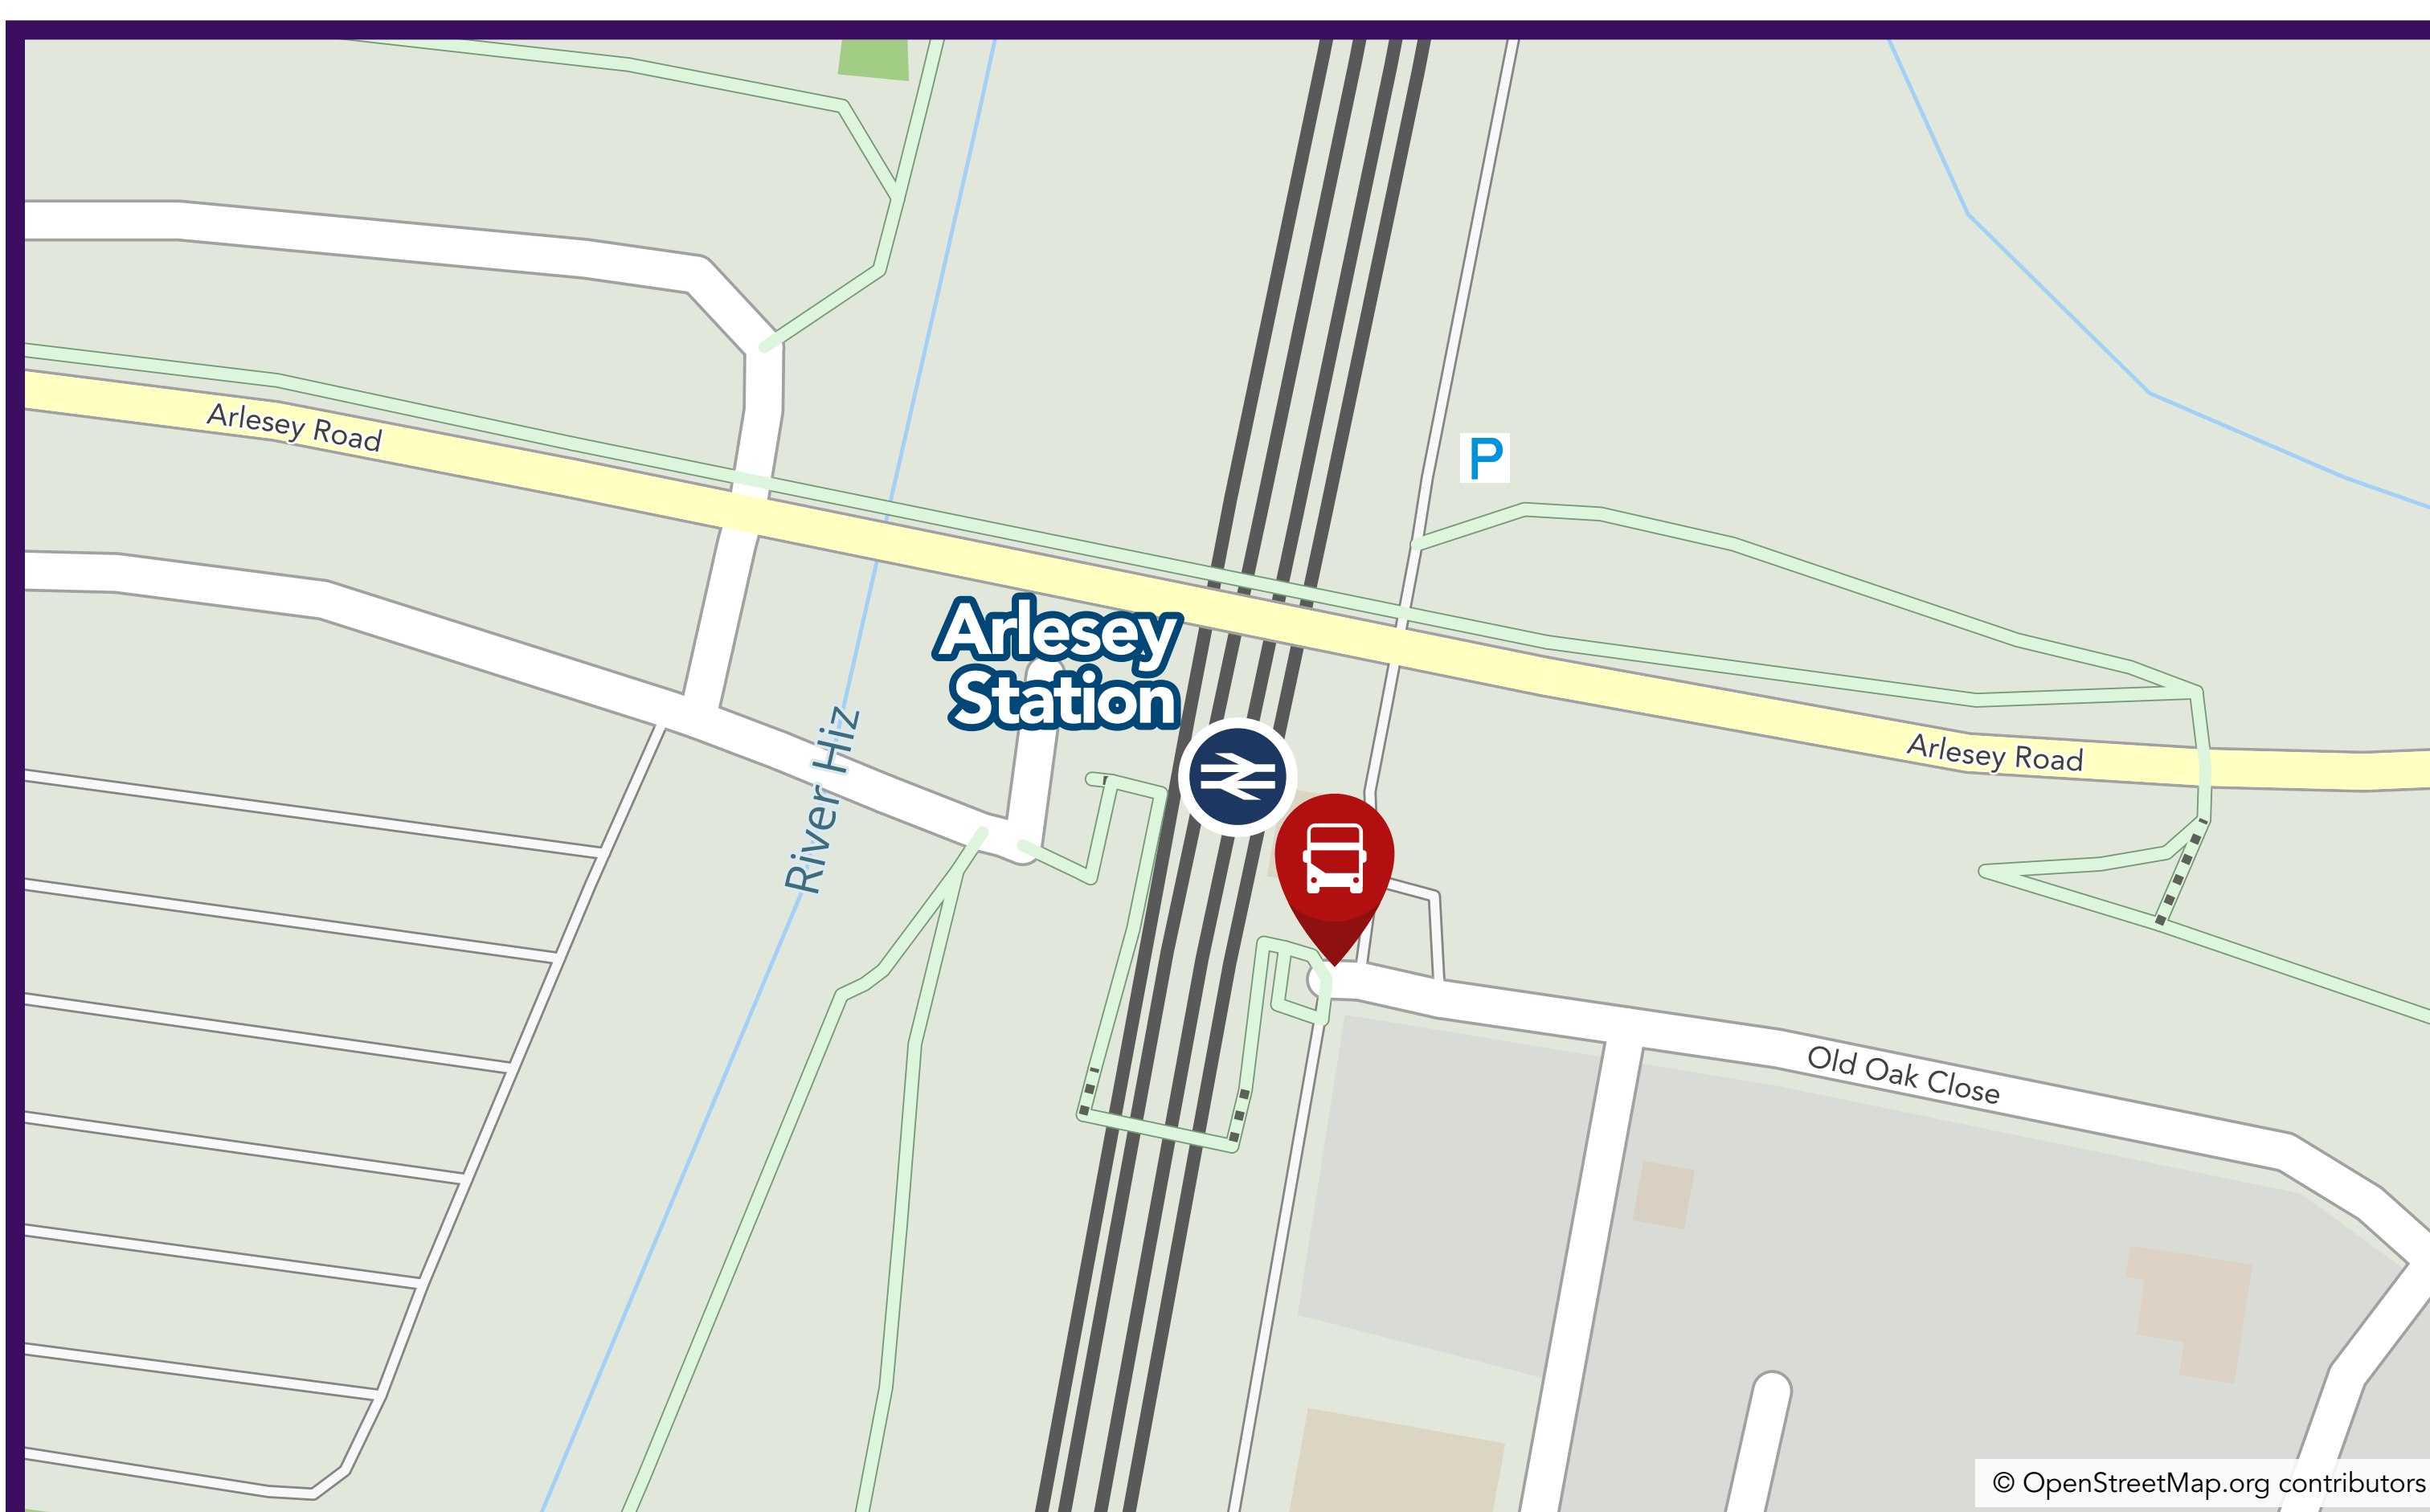 Arlesey Road
P
Arlesey
Station
River Hiz
Arlesey Road
Old Oak Close
© OpenStreetMap.org contributors